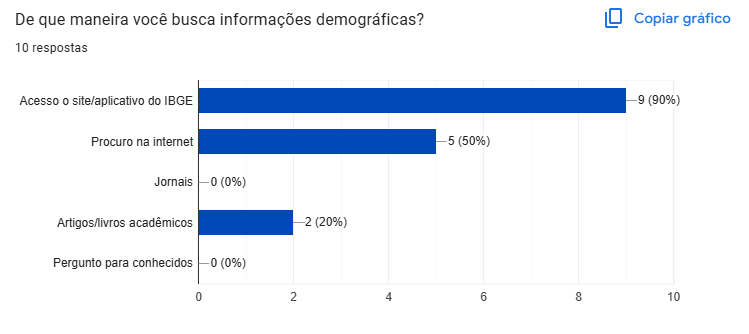 De que maneira você busca informações demográficas?
Copiar gráfico
10 respostas
Acesso o site/aplicativo do IBGE
9 (90%)
Procuro na internet
5 (50%)
Jornais
0 (0%)
Artigos/livros acadêmicos
2 (20%)
Pergunto para conhecidos
0 (0%)
0 2 4 6 8 10